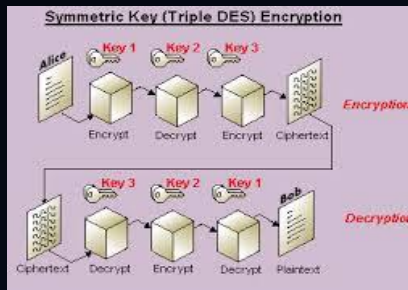 Symmetric Key (Triple DES) Encryption
Alice
Key 1 Key 2 Key 3
Encryption
Encrypt Decrypt Encrypt Ciphertext
Key 3 Key 2 Key 1
Bob
Decryption
Ciphertext Decrypt Encrypt Decrypt Plaintext